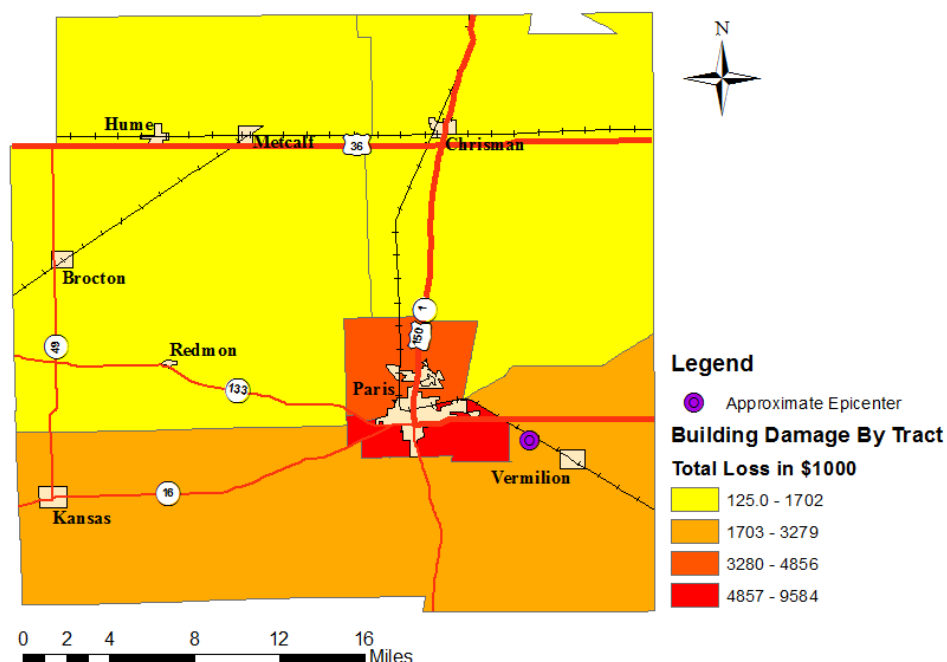 N
Hume
Metcalf
36
Chrisman
Brocton
1
150
49
Redmon
133
Paris
Legend
Approximate Epicenter
Building Damage By Tract
Total Loss in $1000
Vermilion
16
Kansas
125.0 - 1702
1703 - 3279
3280 - 4856
4857 - 9584
0 2 4 8 12 16
Miles